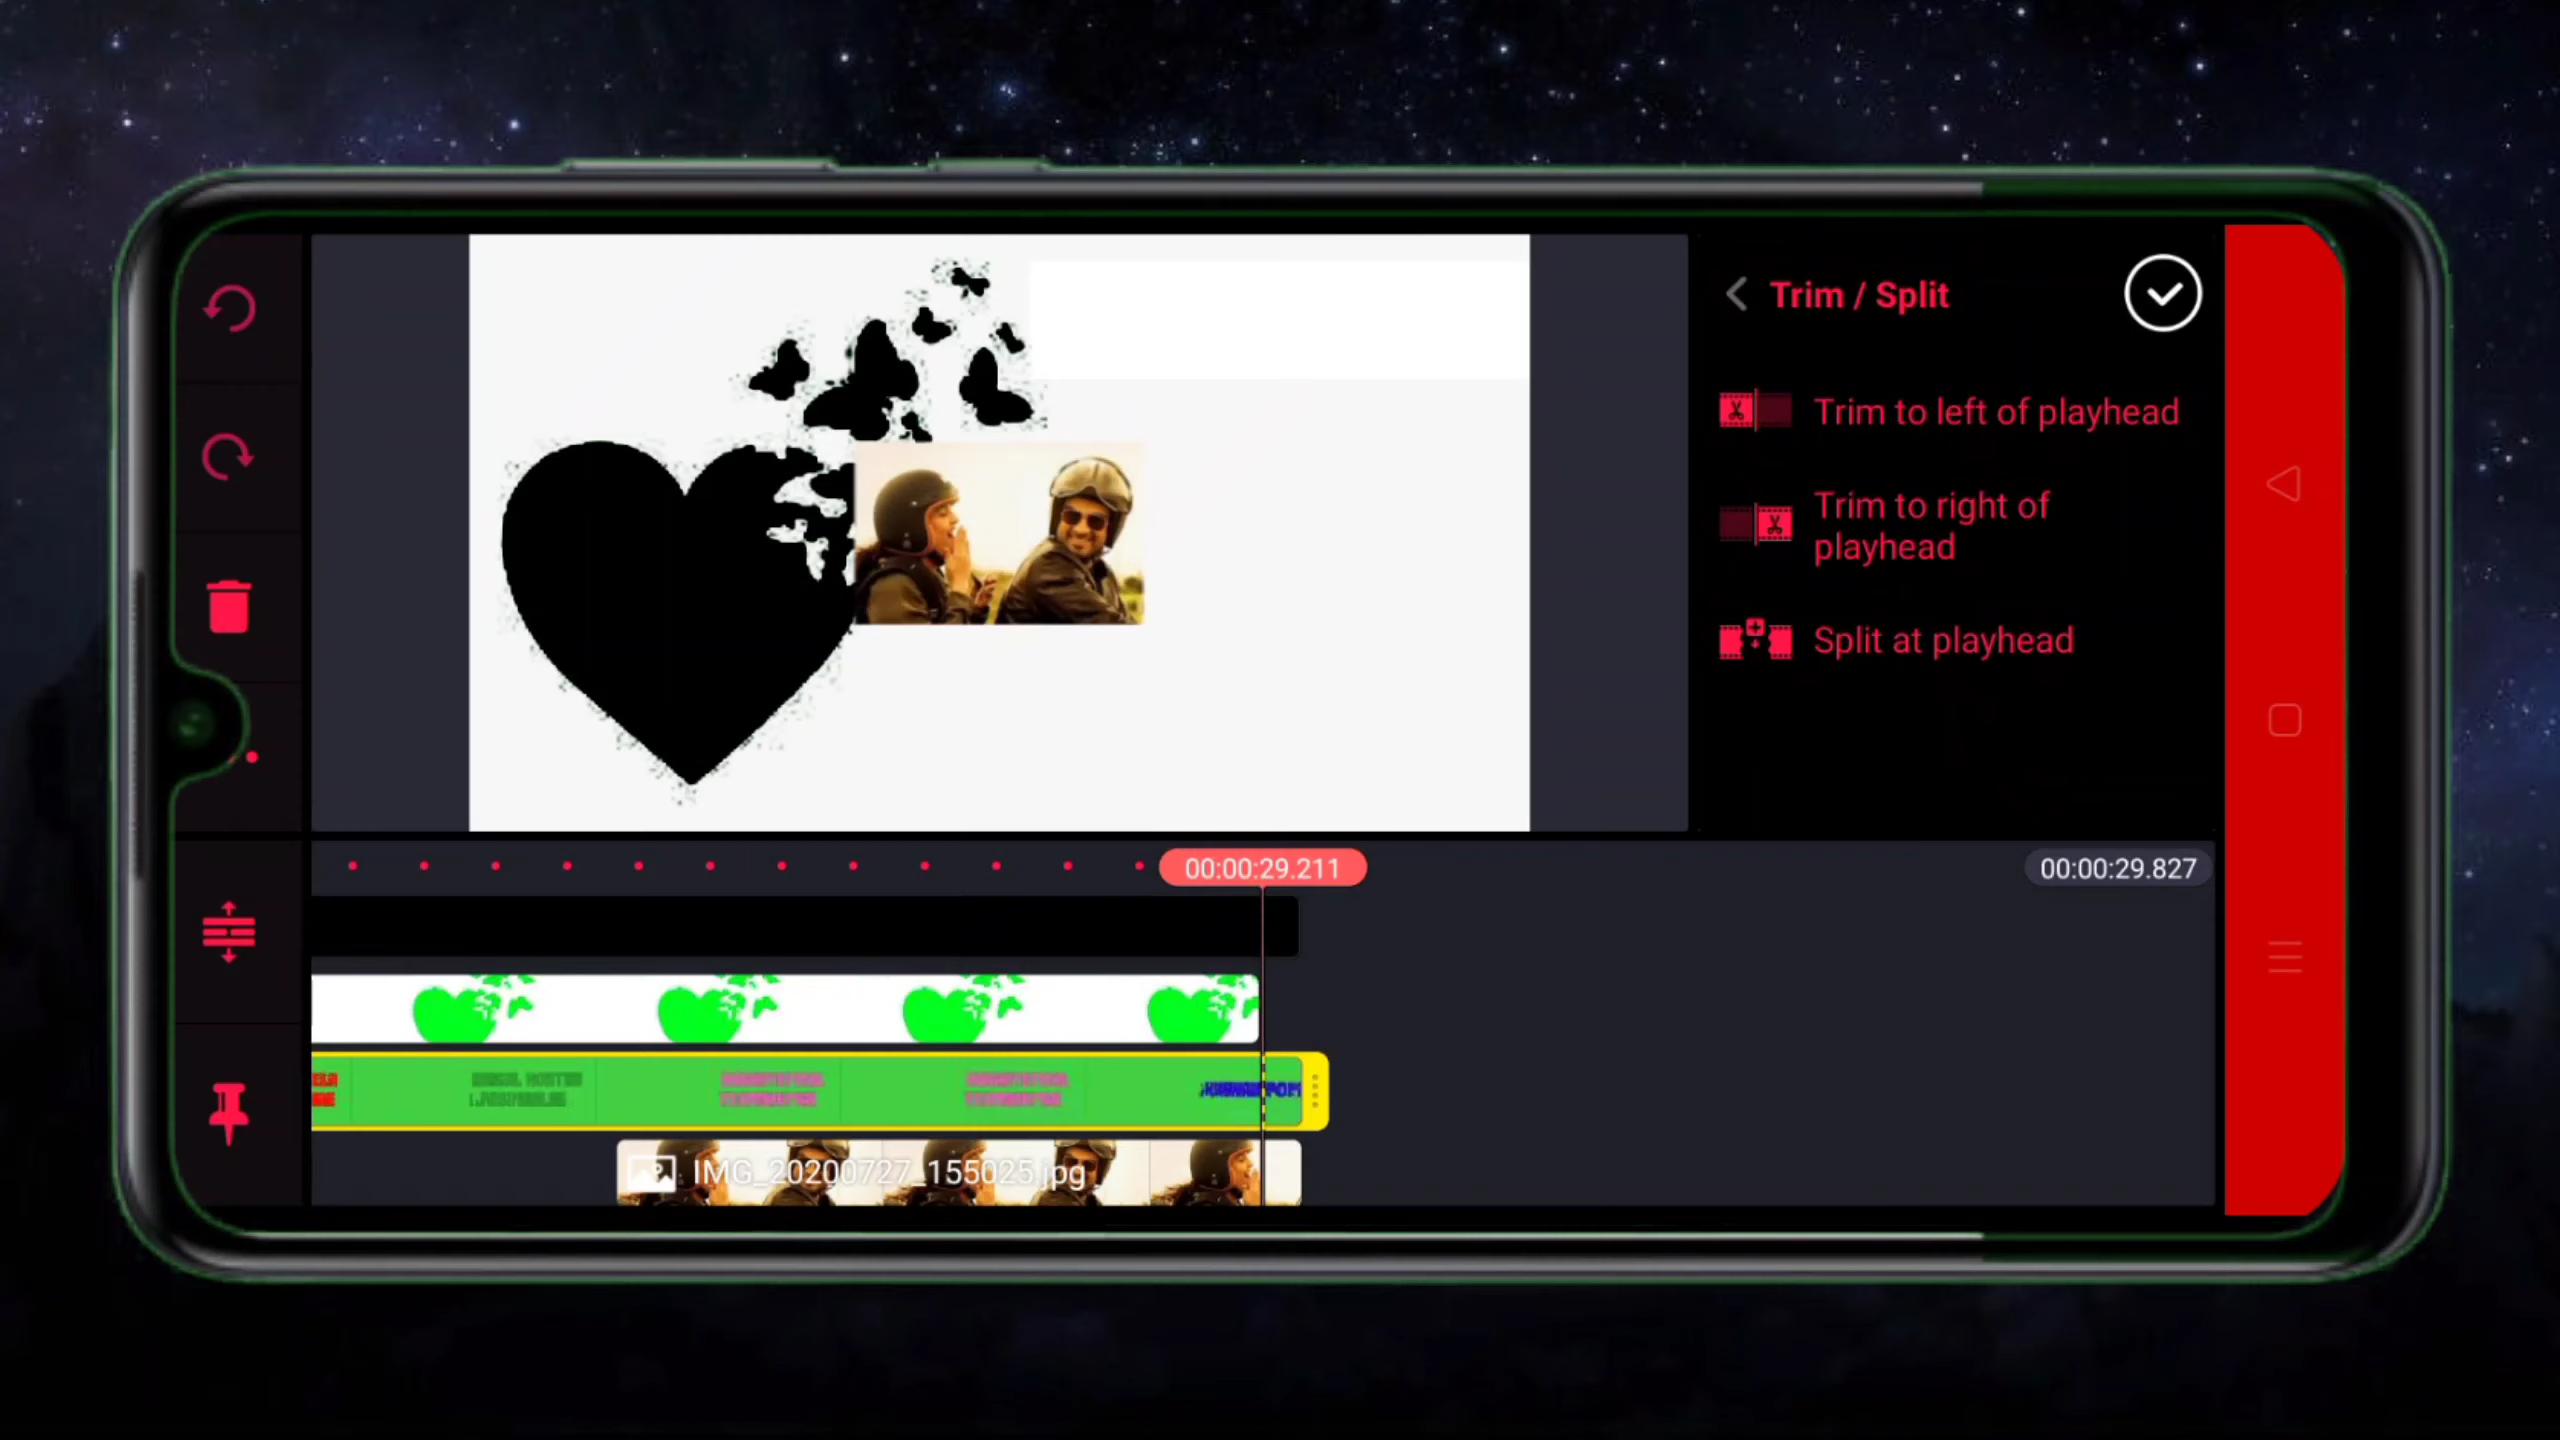 Trim / Split
Trim to left of playhead
Trim to right of
playhead
Split at playhead
00:00:29.211
00:00:29.827
IMG_20200727_155025.jpg